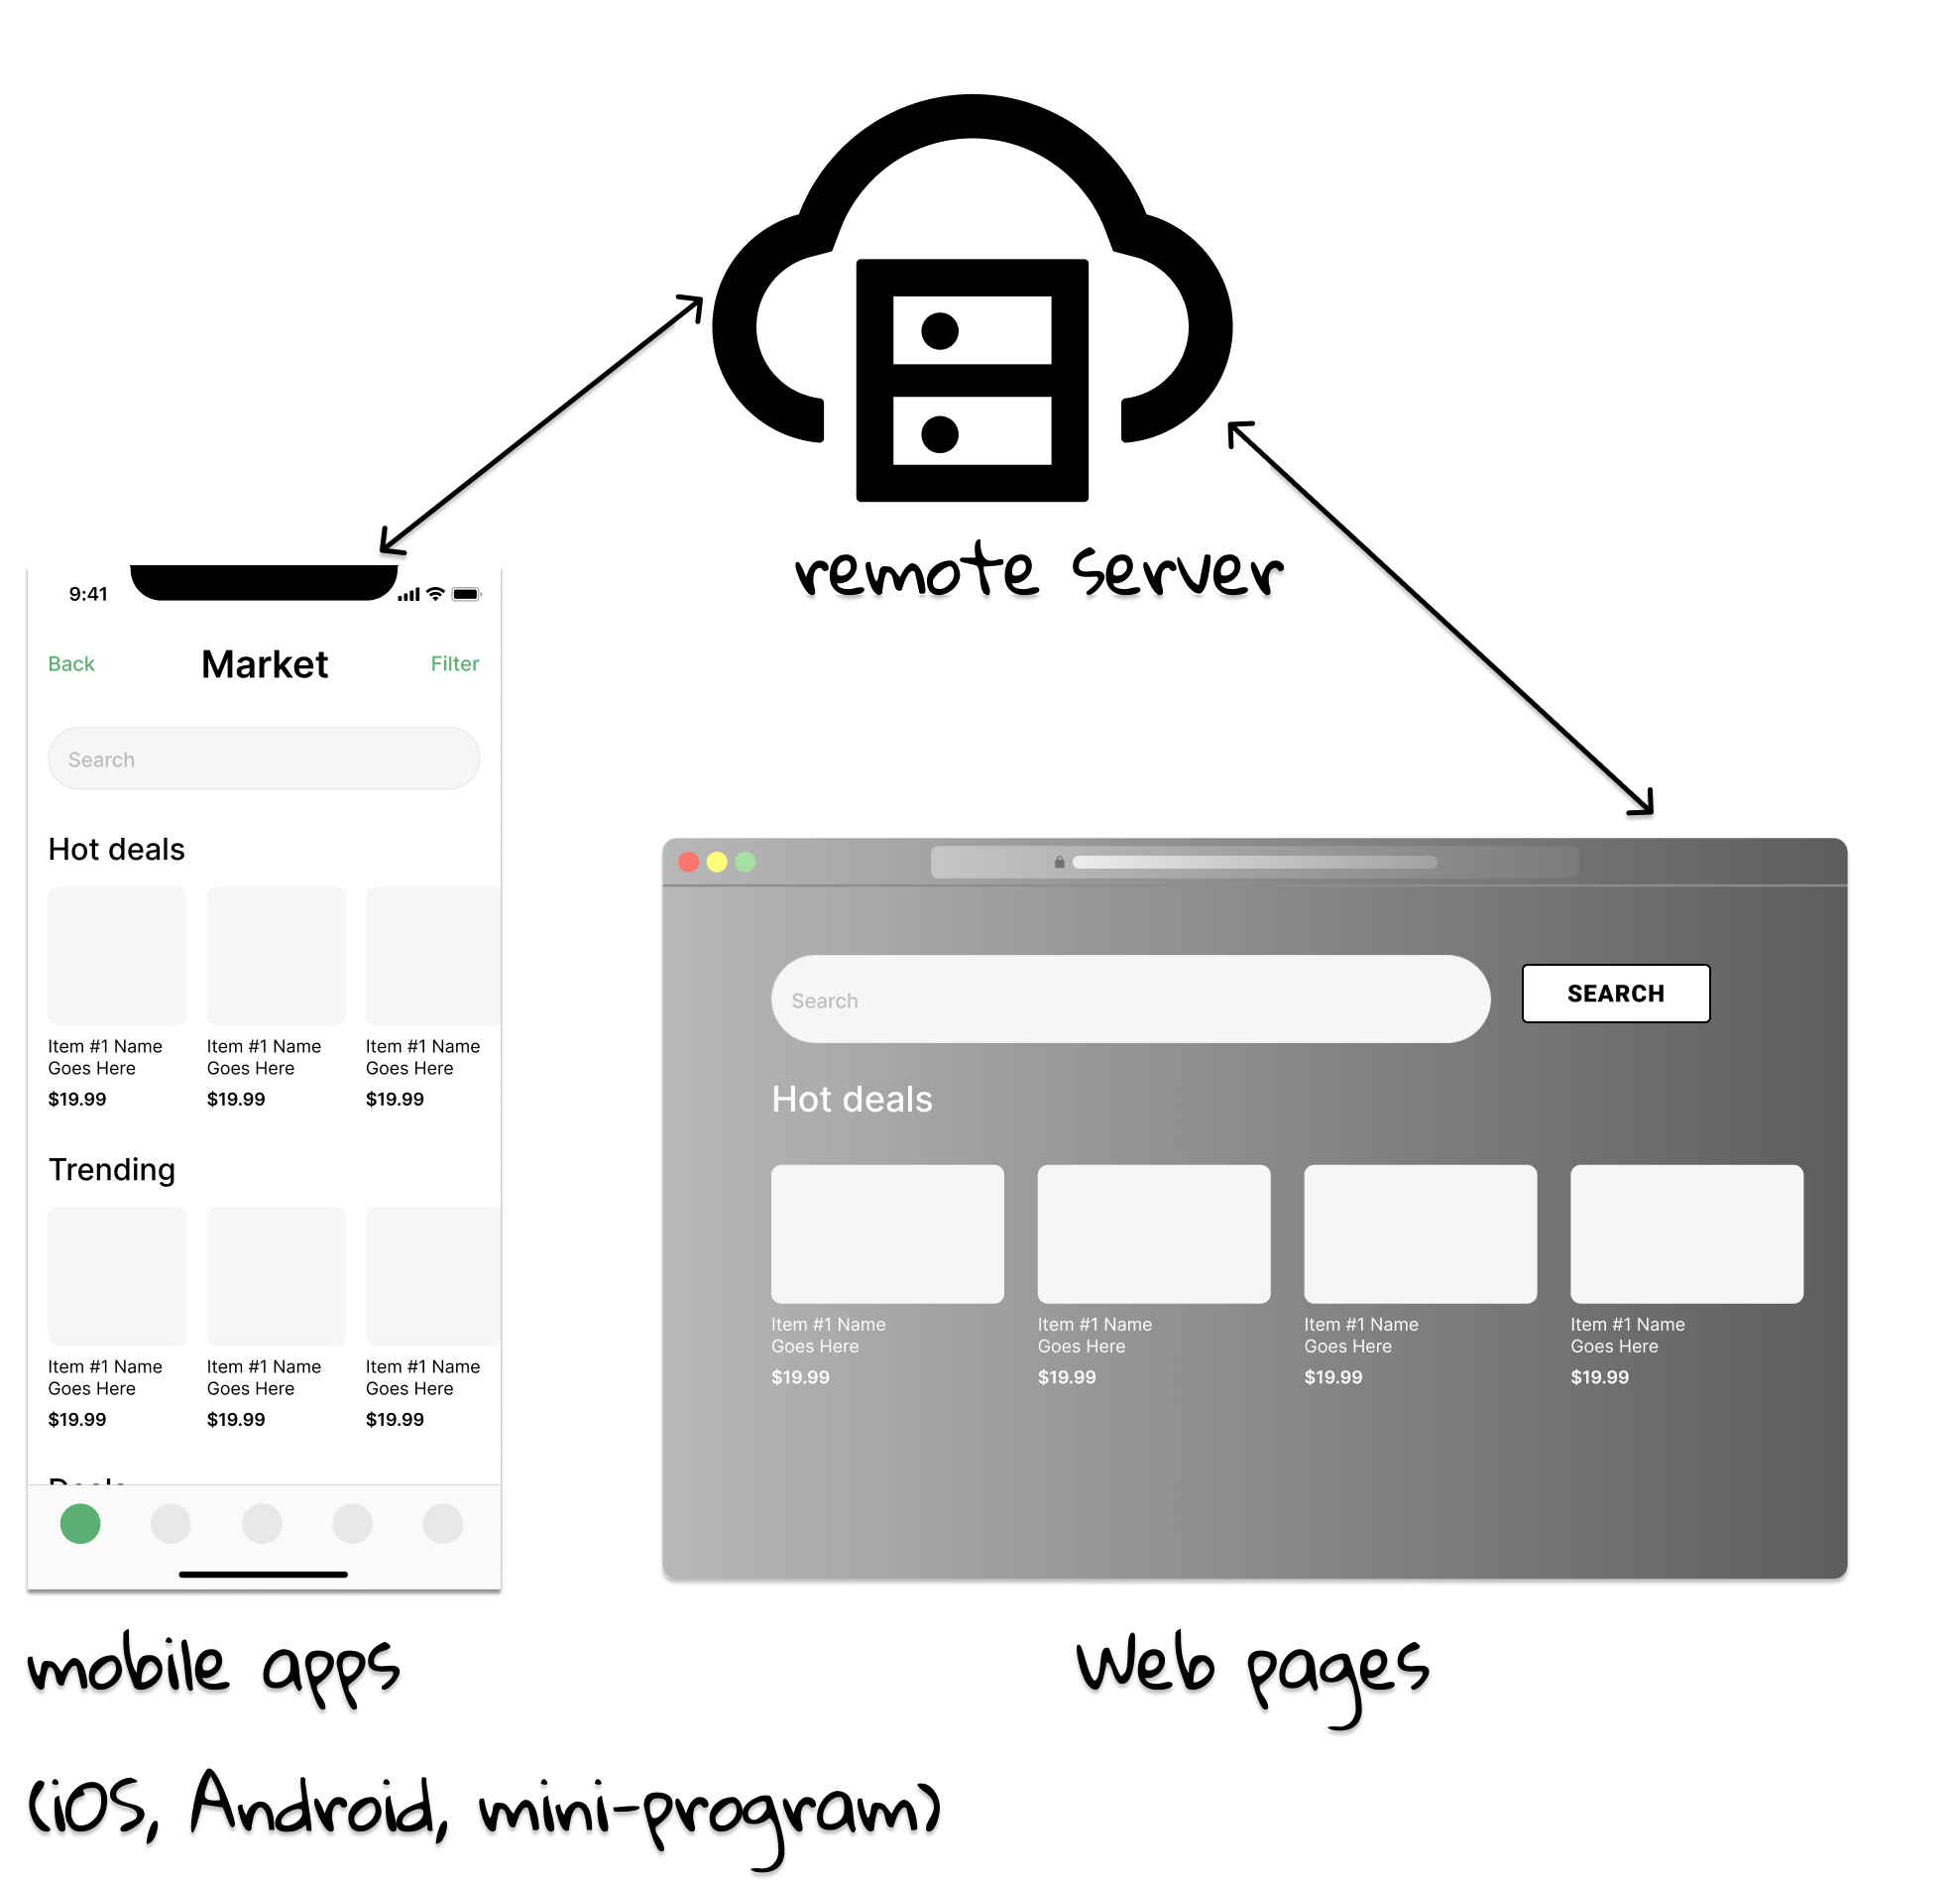 remote server
9:41
Back
Market
Filter
Search
Hot deals
Item #1 Name
Goes Here
$19.99
Item #1 Name
Goes Here
$19.99
Item #1 Name
Goes Here
$19.99
Trending
Item #1 Name
Goes Here
$19.99
Item #1 Name
Goes Here
$19.99
Item #1 Name
Goes Here
$19.99
Search
SEARCH
Hot deals
Item #1 Name
Goes Here
$19.99
Item #1 Name
Goes Here
$19.99
Item #1 Name
Goes Here
$19.99
Item #1 Name
Goes Here
$19.99
mobile apps
(iOS, Android, mini-program)
Web pages